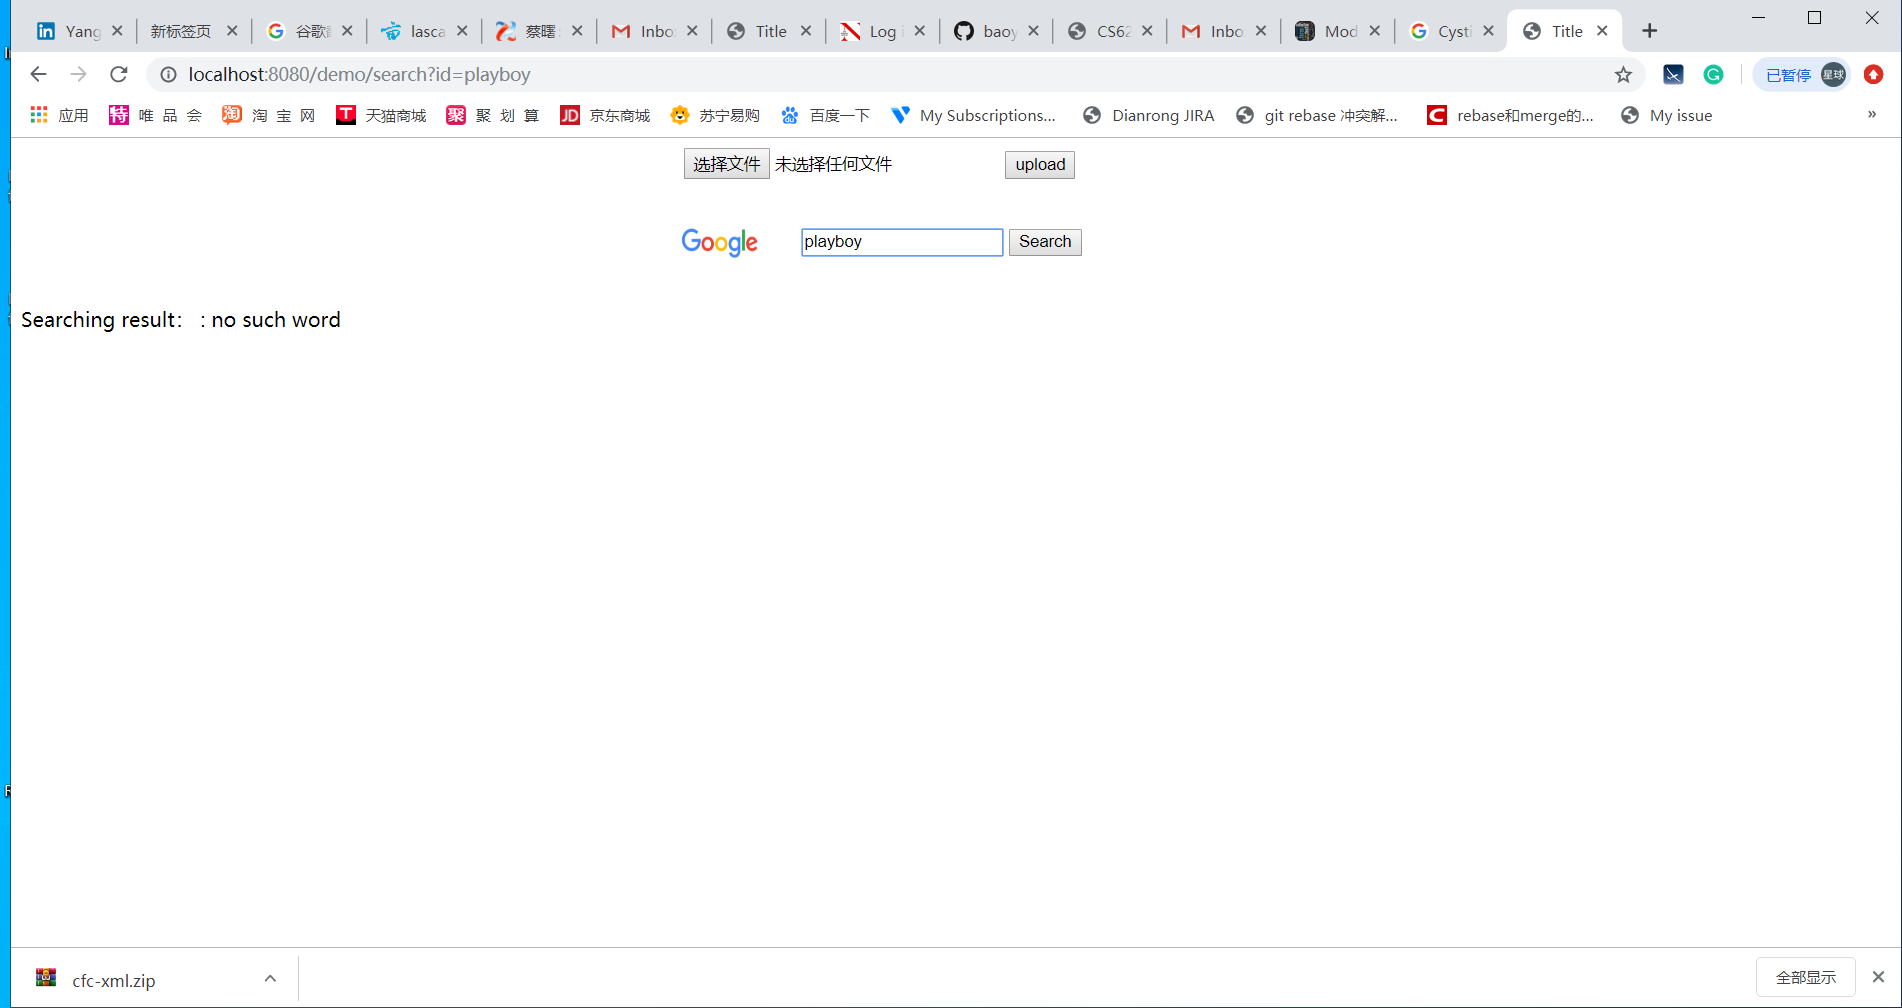 Yang
新标签页
谷歌
lasca
蔡曙
Inbo
Title
Log i
baoy
CS62
Inbo
Mod
Cysti
Title
localhost:8080/demo/search?id=playboy
已暂停
星球
应用
特 唯 品 会
淘 淘 宝 网
T 天猫商城
聚 聚 划 算
JD 京东商城
苏宁易购
du 百度一下
My Subscriptions...
Dianrong JIRA
git rebase 冲突解...
C rebase和merge的...
My issue
»
选择文件 未选择任何文件 upload
Google playboy Search
Searching result： : no such word
cfc-xml.zip
全部显示